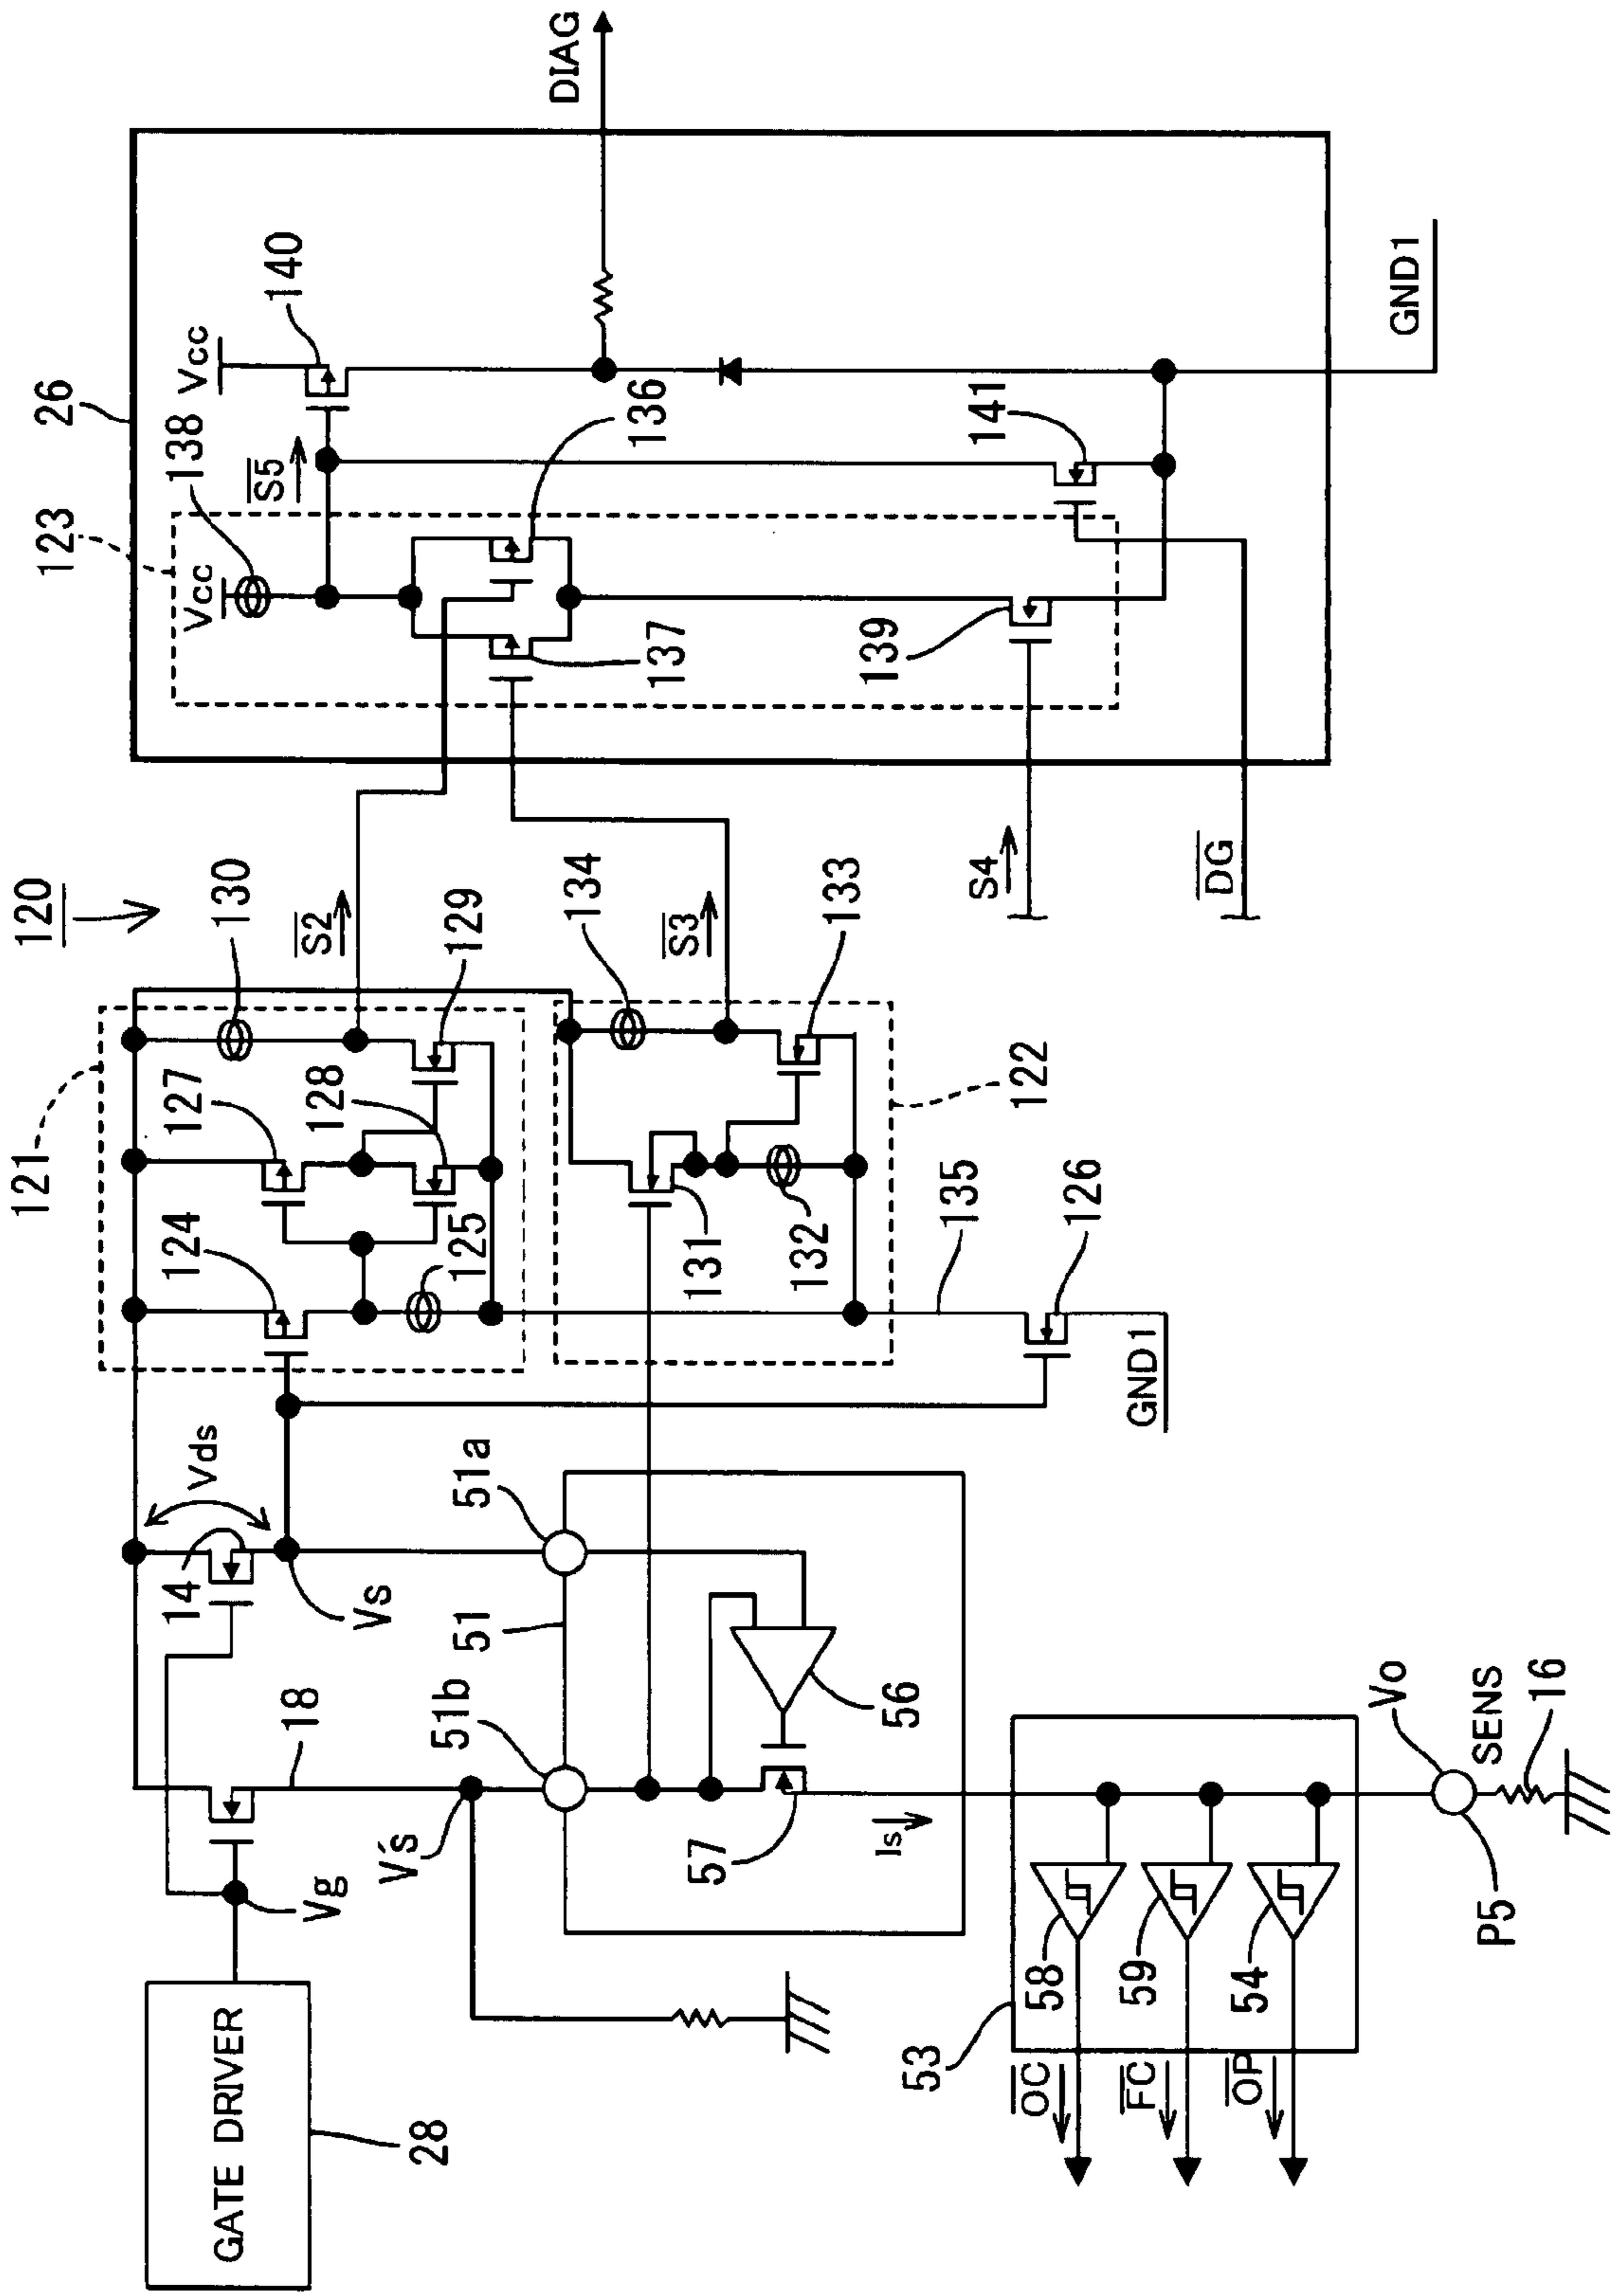 120
26
123
138
Vcc
Vcc
140
S5
DIAG
136
137
139
141
GND1
121
130
127
124
128
125
129
S2
134
S3
133
122
131
132
135
126
S4
DG
GND1
Vds
14
18
Vs
51a
51
51b
V's
Vg
56
57
Is
GATE DRIVER
28
53
58
59
54
OC
FC
OP
Vo
SENS
16
P5